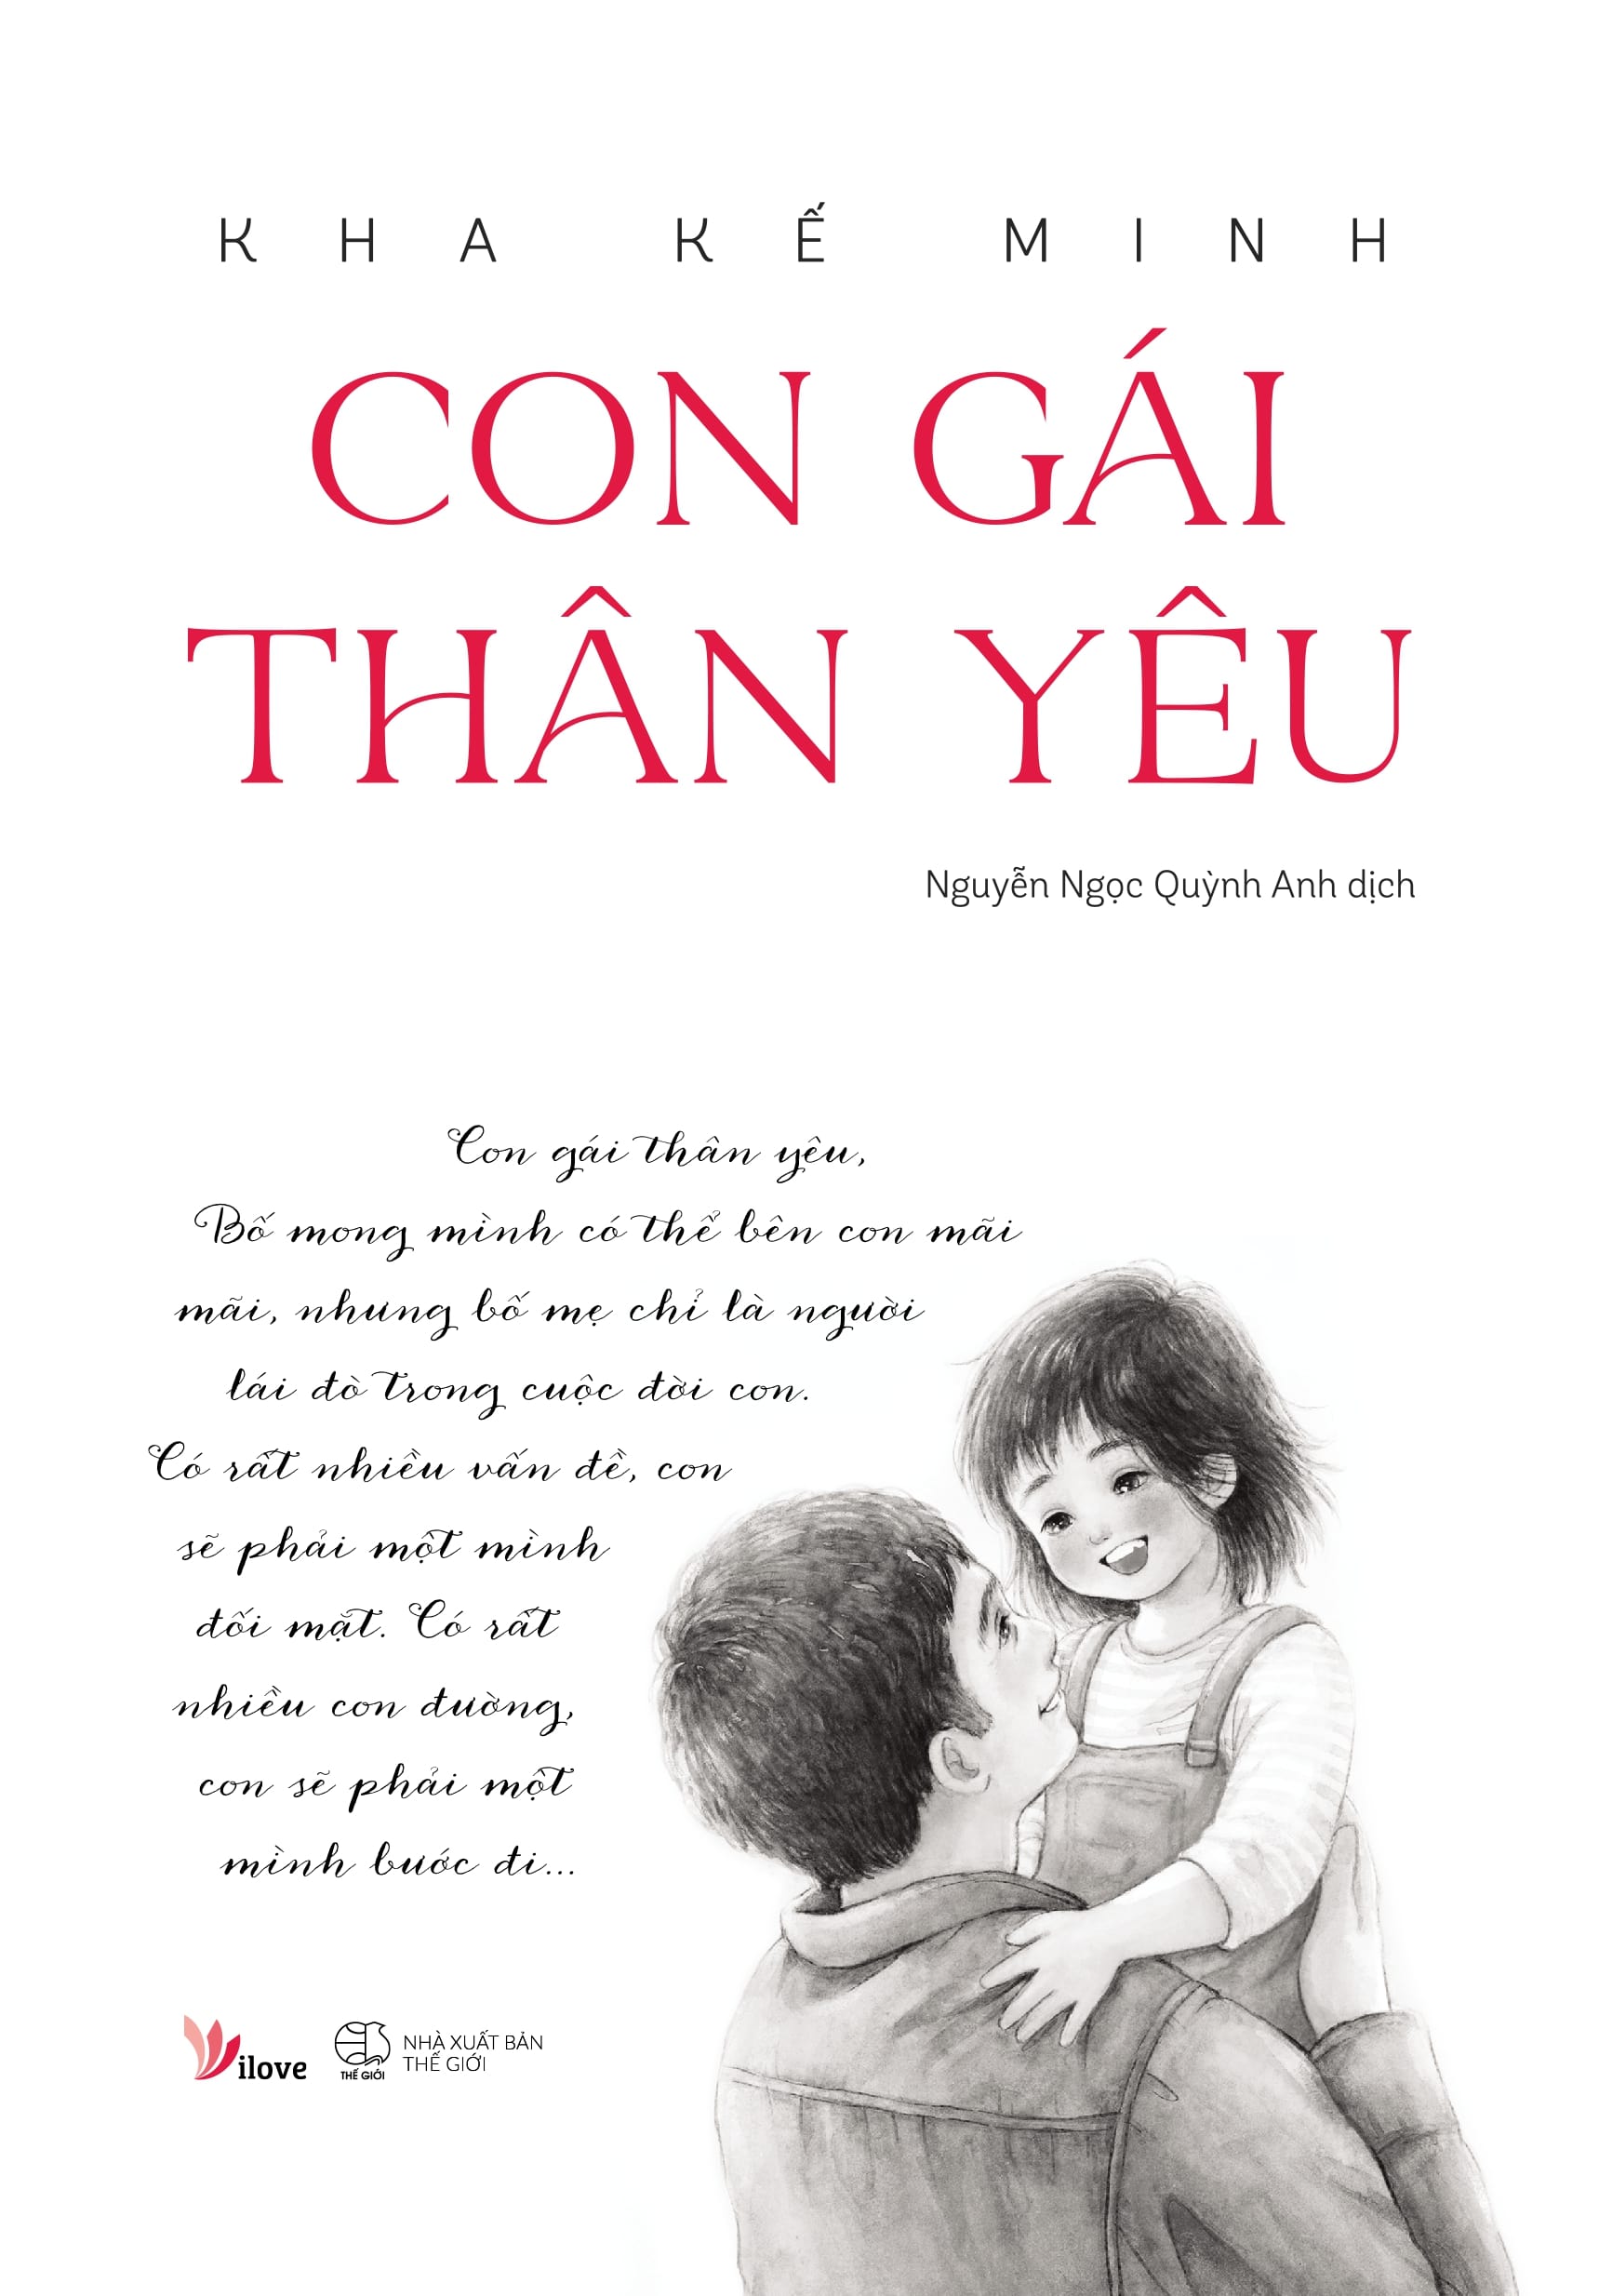 KHA KẾ MINH
CON GÁI
THÂN YÊU
Nguyễn Ngọc Quỳnh Anh dịch
Con gái thân yêu,
Bố mong mình có thể bên con mãi
mãi, nhưng bố mẹ chỉ là người
lái đò trong cuộc đời con.
Có rất nhiều vấn đề, con
sẽ phải một mình
đối mặt. Có rất
nhiều con đường,
con sẽ phải một
mình bước đi...
ilove
THẾ GIỚI
NHÀ XUẤT BẢN
THẾ GIỚI